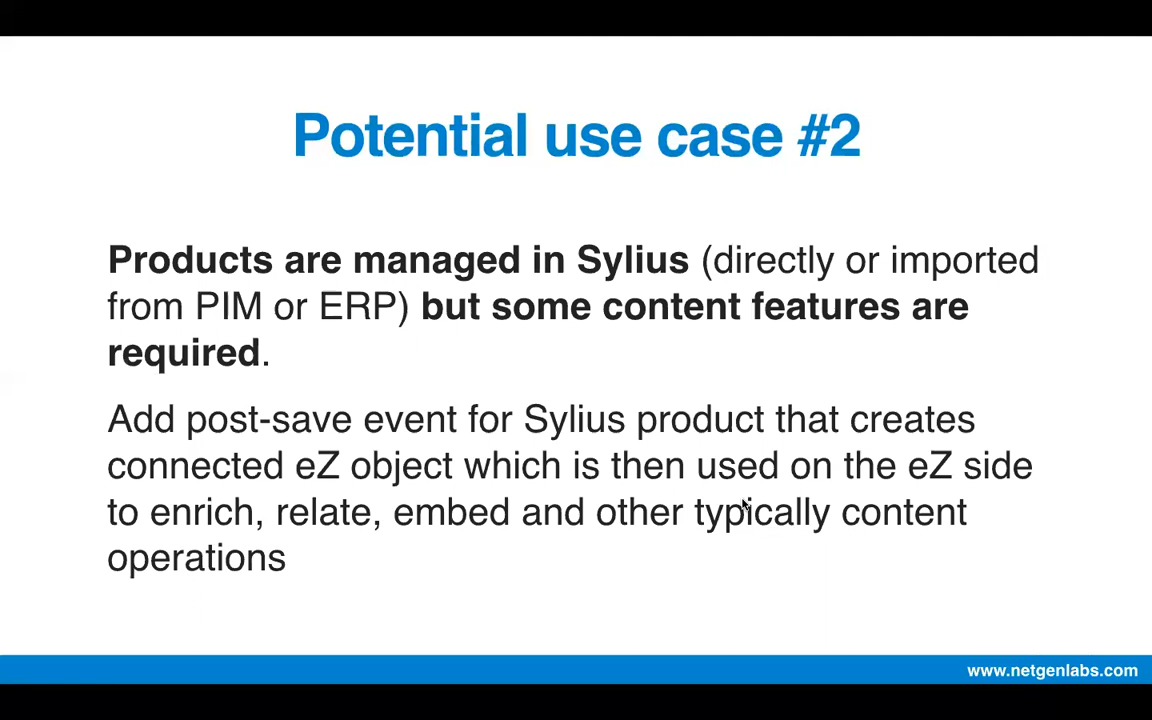 Potential use case #2
Products are managed in Sylius (directly or imported
from PIM or ERP) but some content features are
required.
Add post-save event for Sylius product that creates
connected eZ object which is then used on the eZ side
to enrich, relate, embed and other typically content
operations
www.netgenlabs.com